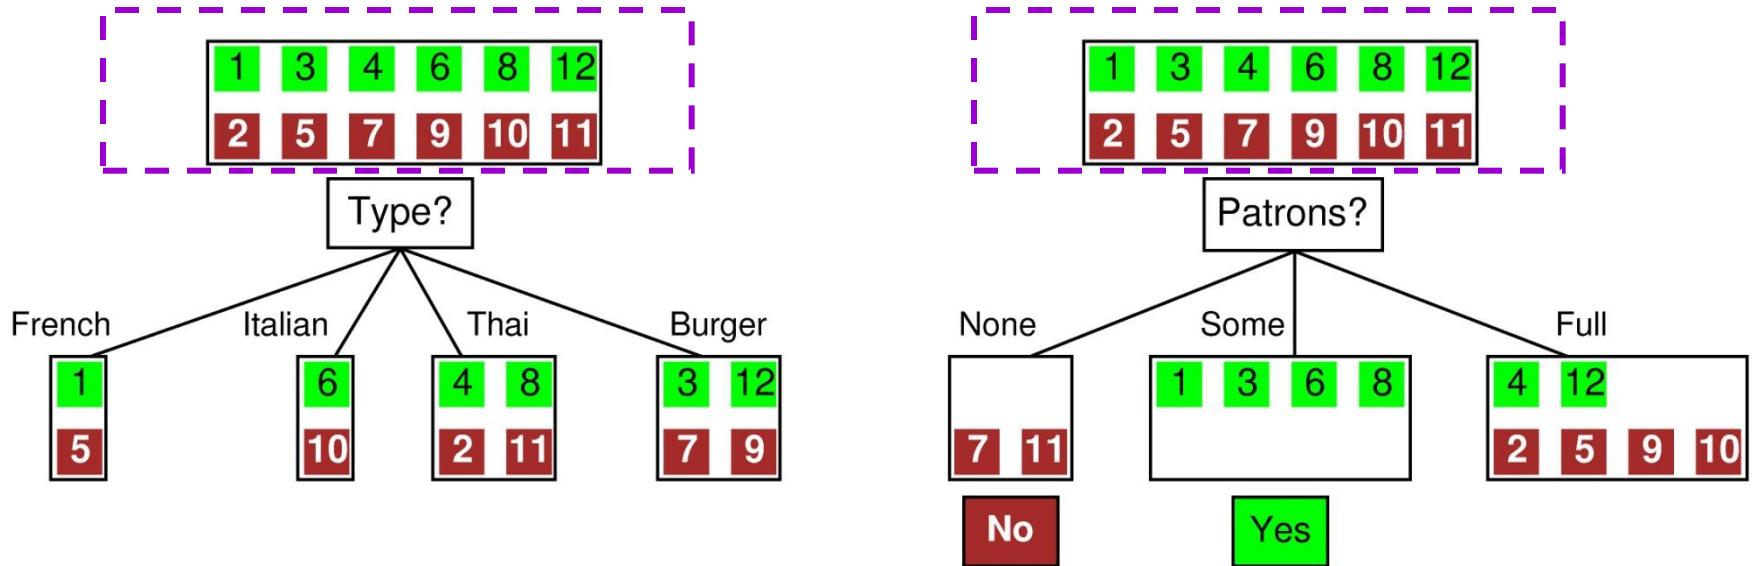 1 3 4 6 8 12
2 5 7 9 10 11
Type?
French Italian Thai Burger
1 6 4 8 3 12
5 10 2 11 7 9
1 3 4 6 8 12
2 5 7 9 10 11
Patrons?
None Some Full
1 3 6 8 4 12
7 11 2 5 9 10
No Yes